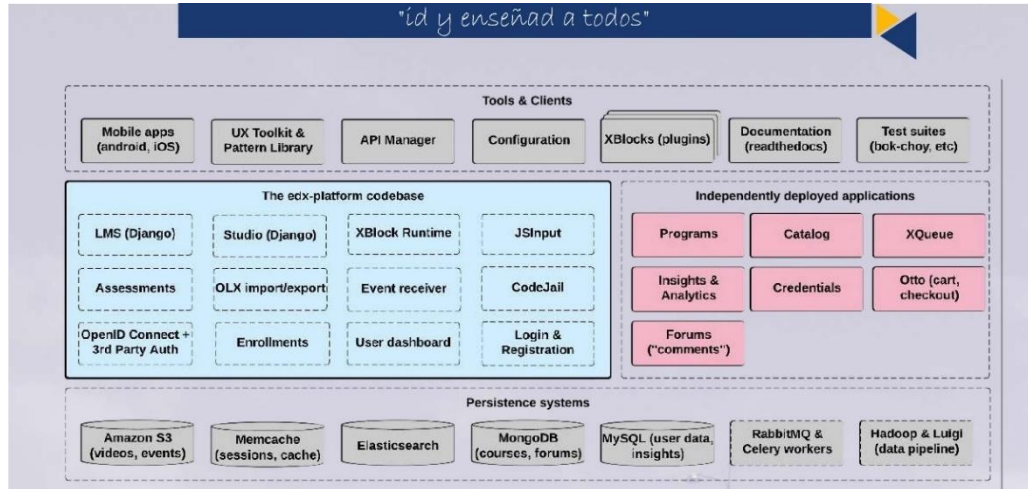 "id y enseñad a todos"
Tools & Clients
Mobile apps
(android, iOS)
UX Toolkit &
Pattern Library
API Manager
Configuration
XBlocks (plugins)
Documentation
(readthedocs)
Test suites
(bok-choy, etc)
The edx-platform codebase
LMS (Django)
Studio (Django)
XBlock Runtime
JSInput
Assessments
OLX import/export
Event receiver
CodeJail
OpenID Connect +
3rd Party Auth
Enrollments
User dashboard
Login &
Registration
Independently deployed applications
Programs
Catalog
XQueue
Insights &
Analytics
Credentials
Otto (cart,
checkout)
Forums
("comments")
Persistence systems
Amazon S3
(videos, events)
Memcache
(sessions, cache)
Elasticsearch
MongoDB
(courses, forums)
MySQL (user data,
insights)
RabbitMQ &
Celery workers
Hadoop & Luigi
(data pipeline)